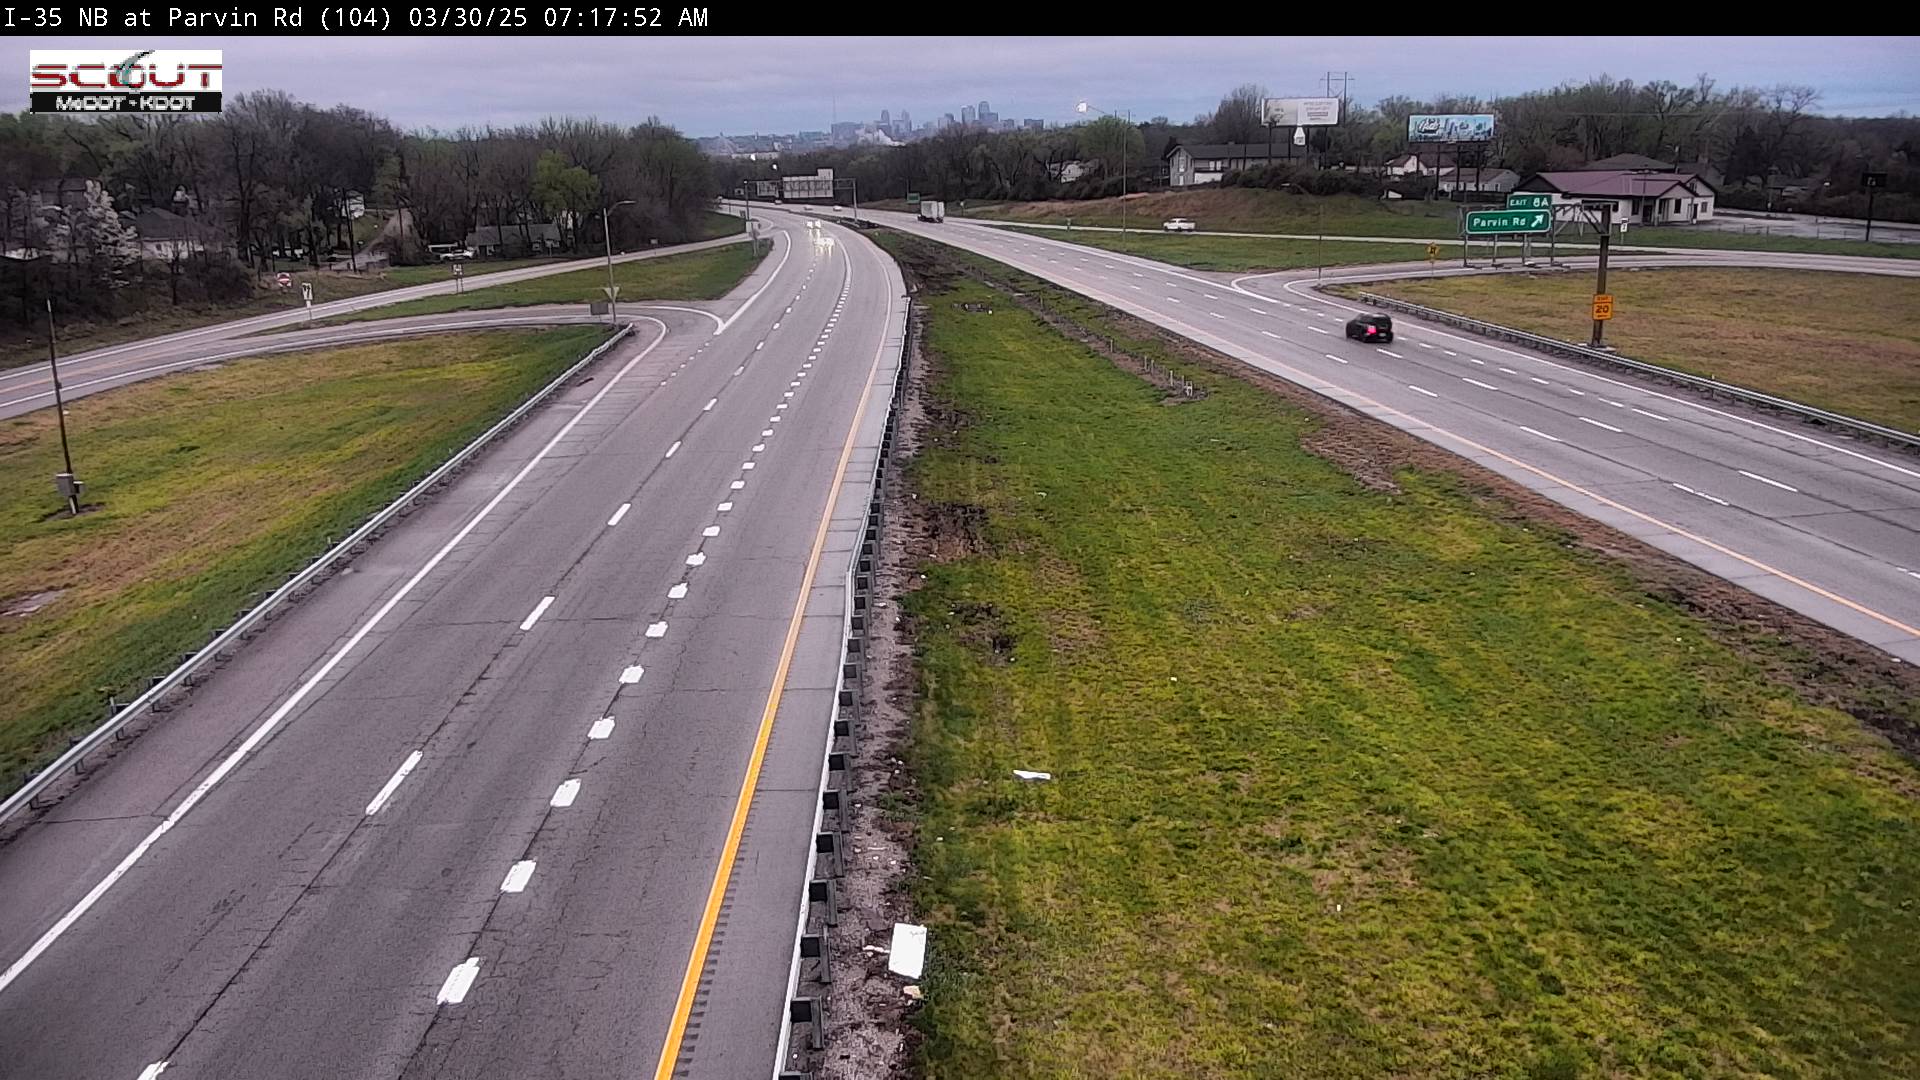 I-35 NB at Parvin Rd (104) 03/30/25 07:17:52 AM
SCOUT
MoDOT - KDOT
EXIT 8A
Parvin Rd
20